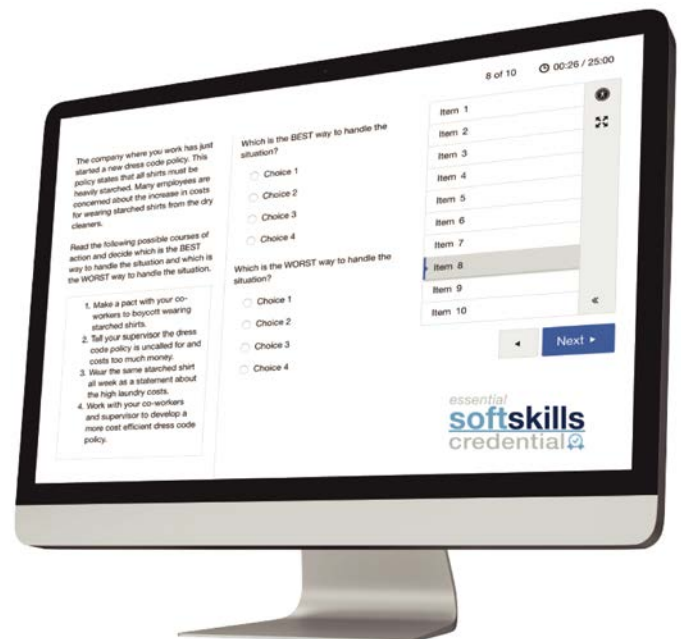 8 of 10
00:26 / 25:00
The company where you work has just
started a new dress code policy. This
policy states that all shirts must be
heavily starched. Many employees are
concerned about the increase in costs
for wearing starched shirts from the dry
cleaners.
Read the following possible courses of
action and decide which is the BEST
way to handle the situation and which is
the WORST way to handle the situation.
1. Make a pact with your co-
workers to boycott wearing
starched shirts.
2. Tell your supervisor the dress
code policy is uncalled for and
costs too much money.
3. Wear the same starched shirt
all week as a statement about
the high laundry costs.
4. Work with your co-workers
and supervisor to develop a
more cost efficient dress code
policy.
Which is the BEST way to handle the
situation?
Choice 1
Choice 2
Choice 3
Choice 4
Which is the WORST way to handle the
situation?
Choice 1
Choice 2
Choice 3
Choice 4
Item 1
Item 2
Item 3
Item 4
Item 5
Item 6
Item 7
Item 8
Item 9
Item 10
Next
essential
softskills
credential